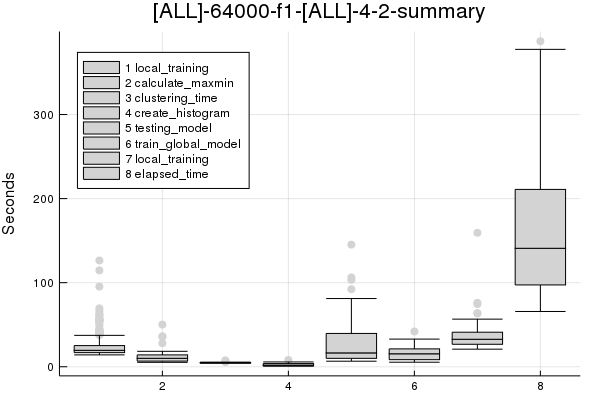 [ALL]-64000-f1-[ALL]-4-2-summary
Seconds
300
200
100
0
1 local_training
2 calculate_maxmin
3 clustering_time
4 create_histogram
5 testing_model
6 train_global_model
7 local_training
8 elapsed_time
2 4 6 8